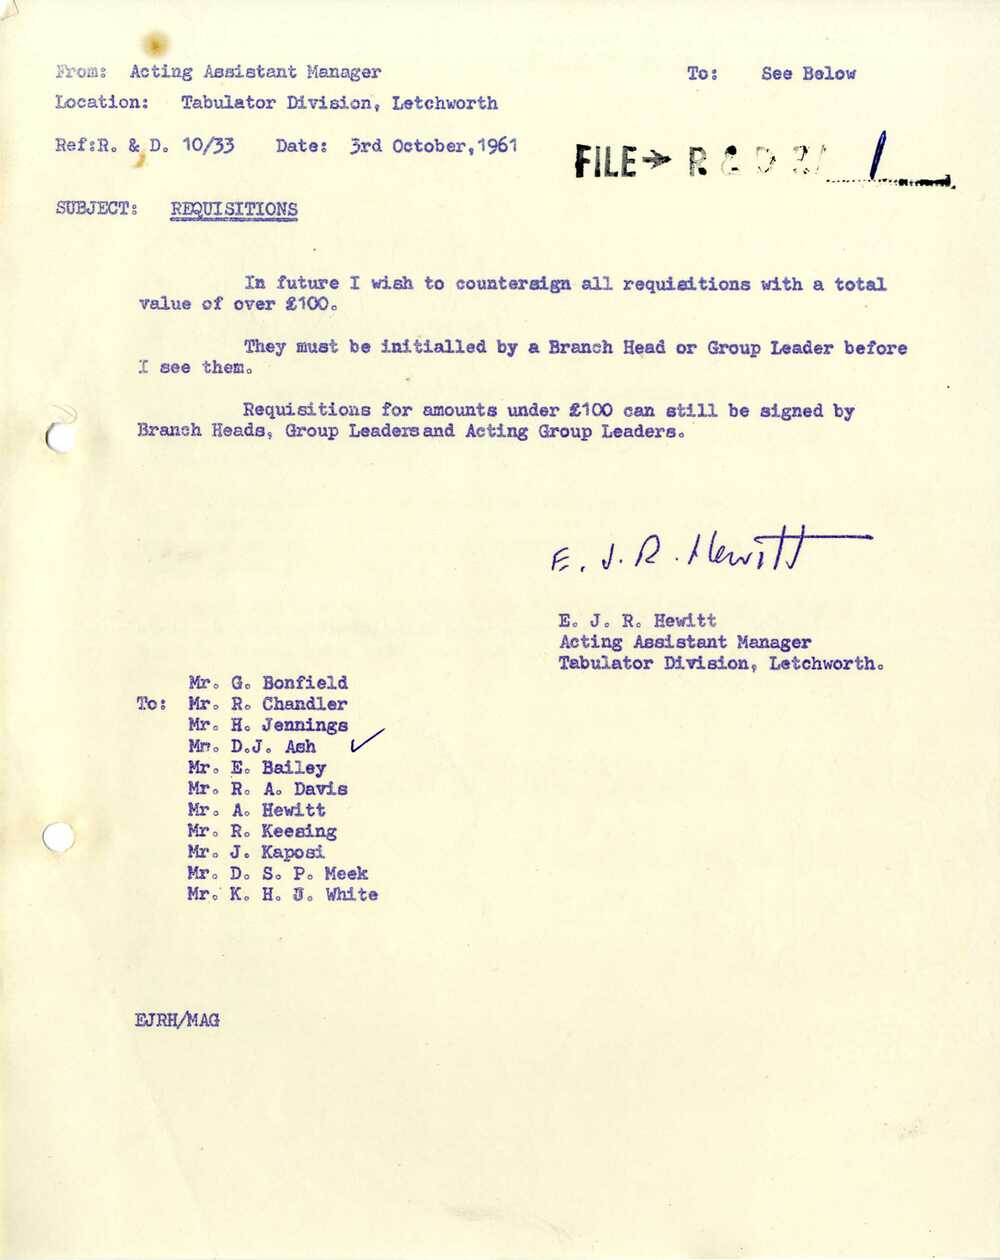 From: Acting Assistant Manager To: See Below
Location: Tabulator Division, Letchworth
Ref:R. & D. 10/33 Date: 3rd October,1961
FILE→ R & D 21 1
SUBJECT: REQUISITIONS
In future I wish to countersign all requisitions with a total
value of over £100.
They must be initialled by a Branch Head or Group Leader before
I see them.
Requisitions for amounts under £100 can still be signed by
Branch Heads, Group Leadersand Acting Group Leaders.
E. J. R. Hewitt
E. J. R. Hewitt
Acting Assistant Manager
Tabulator Division, Letchworth.
Mr. G. Bonfield
To: Mr. R. Chandler
Mr. H. Jennings
Mr. D.J. Ash ✓
Mr. E. Bailey
Mr. R. A. Davis
Mr. A. Hewitt
Mr. R. Keesing
Mr. J. Kaposi
Mr. D. S. P. Meek
Mr. K. H. J. White
EJRH/MAG